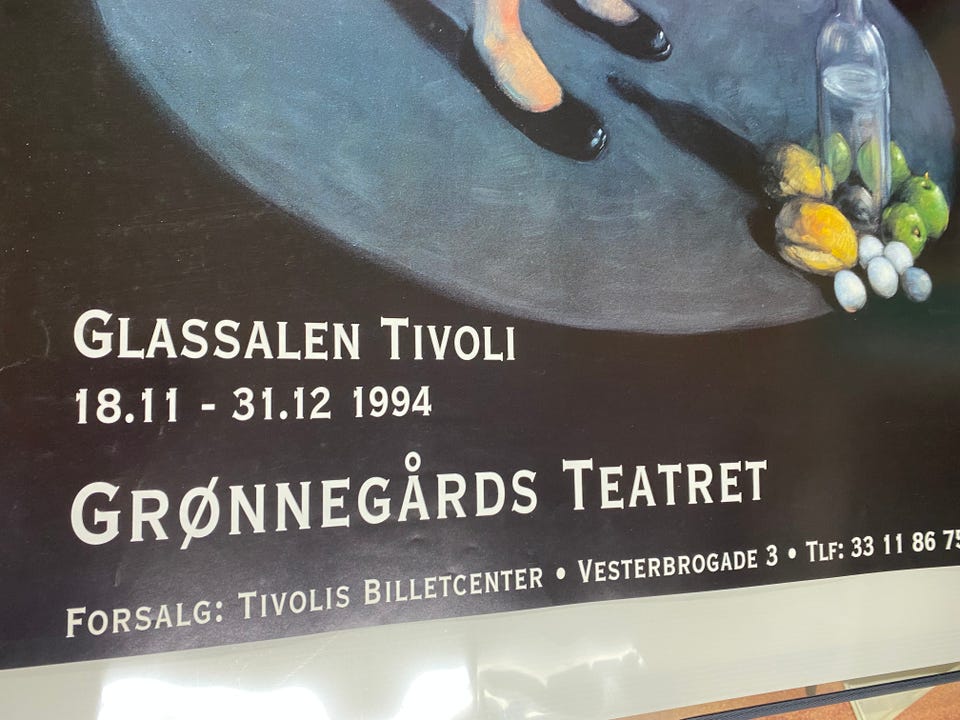 Glassalen Tivoli
18.11 - 31.12 1994
Grønnegårds Teatret
Forsalg: Tivolis Billetcenter • Vesterbrogade 3 • Tlf: 33 11 86 75